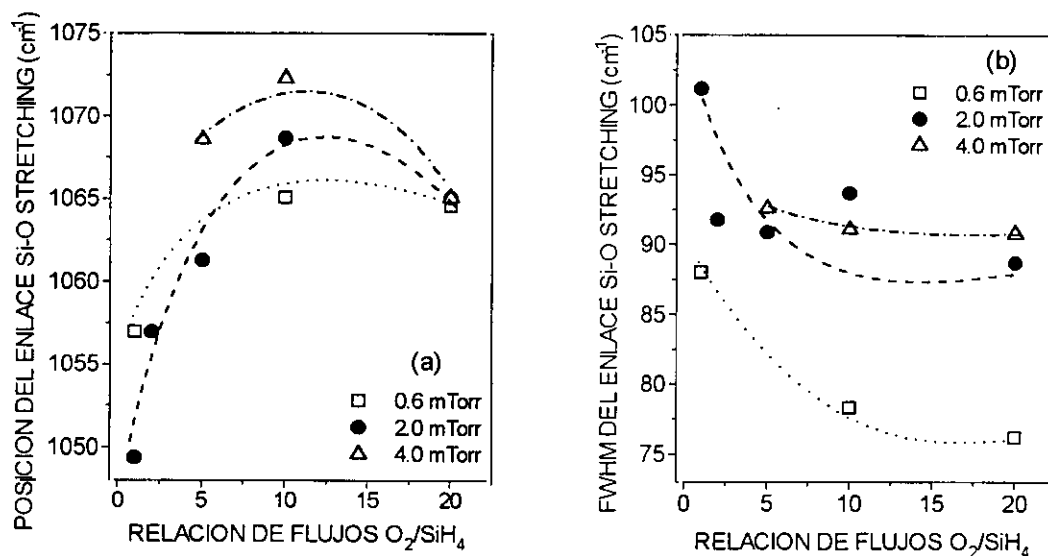 POSICION DEL ENLACE Si-O STRETCHING (cm⁻¹)
1075
1070
1065
1060
1055
1050
(a)
□ 0.6 mTorr
● 2.0 mTorr
△ 4.0 mTorr
0 5 10 15 20
RELACION DE FLUJOS O₂/SiH₄
FWHM DEL ENLACE Si-O STRETCHING (cm⁻¹)
105
100
95
90
85
80
75
(b)
□ 0.6 mTorr
● 2.0 mTorr
△ 4.0 mTorr
0 5 10 15 20
RELACION DE FLUJOS O₂/SiH₄